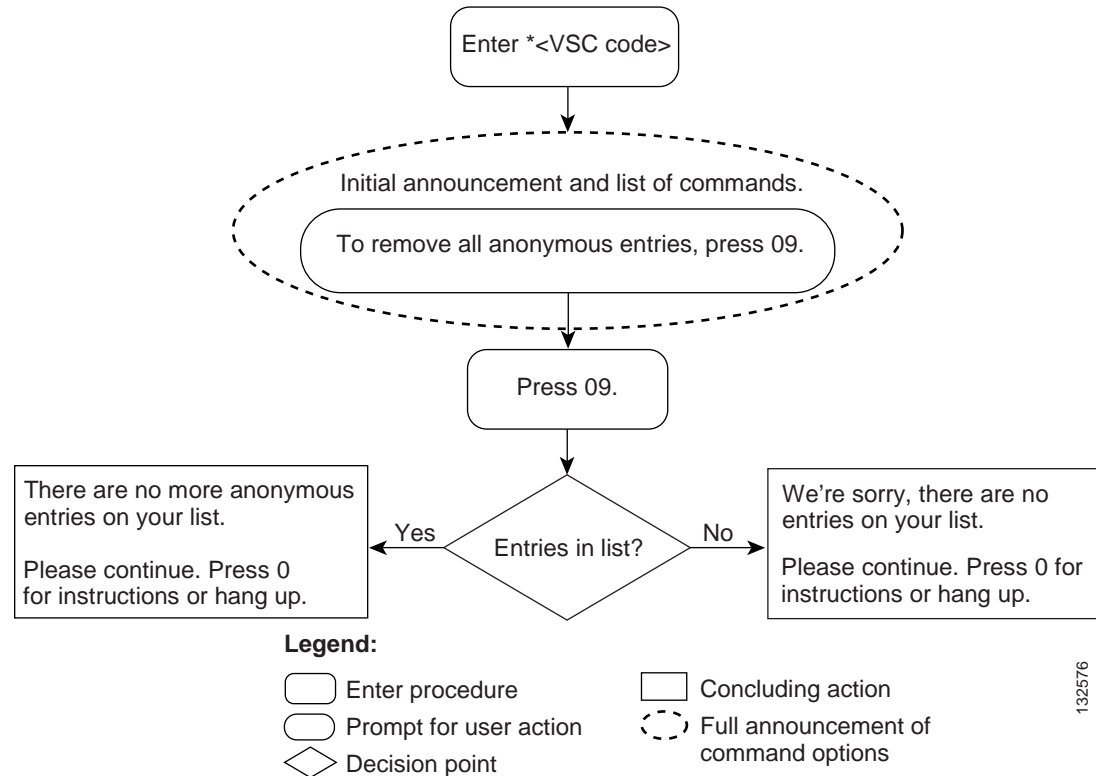 Enter *<VSC code>
Initial announcement and list of commands.
To remove all anonymous entries, press 09.
Press 09.
There are no more anonymous
entries on your list.
Please continue. Press 0
for instructions or hang up.
Yes
Entries in list?
No
We're sorry, there are no
entries on your list.
Please continue. Press 0 for
instructions or hang up.
Legend:
Enter procedure
Prompt for user action
Decision point
Concluding action
Full announcement of
command options
132576